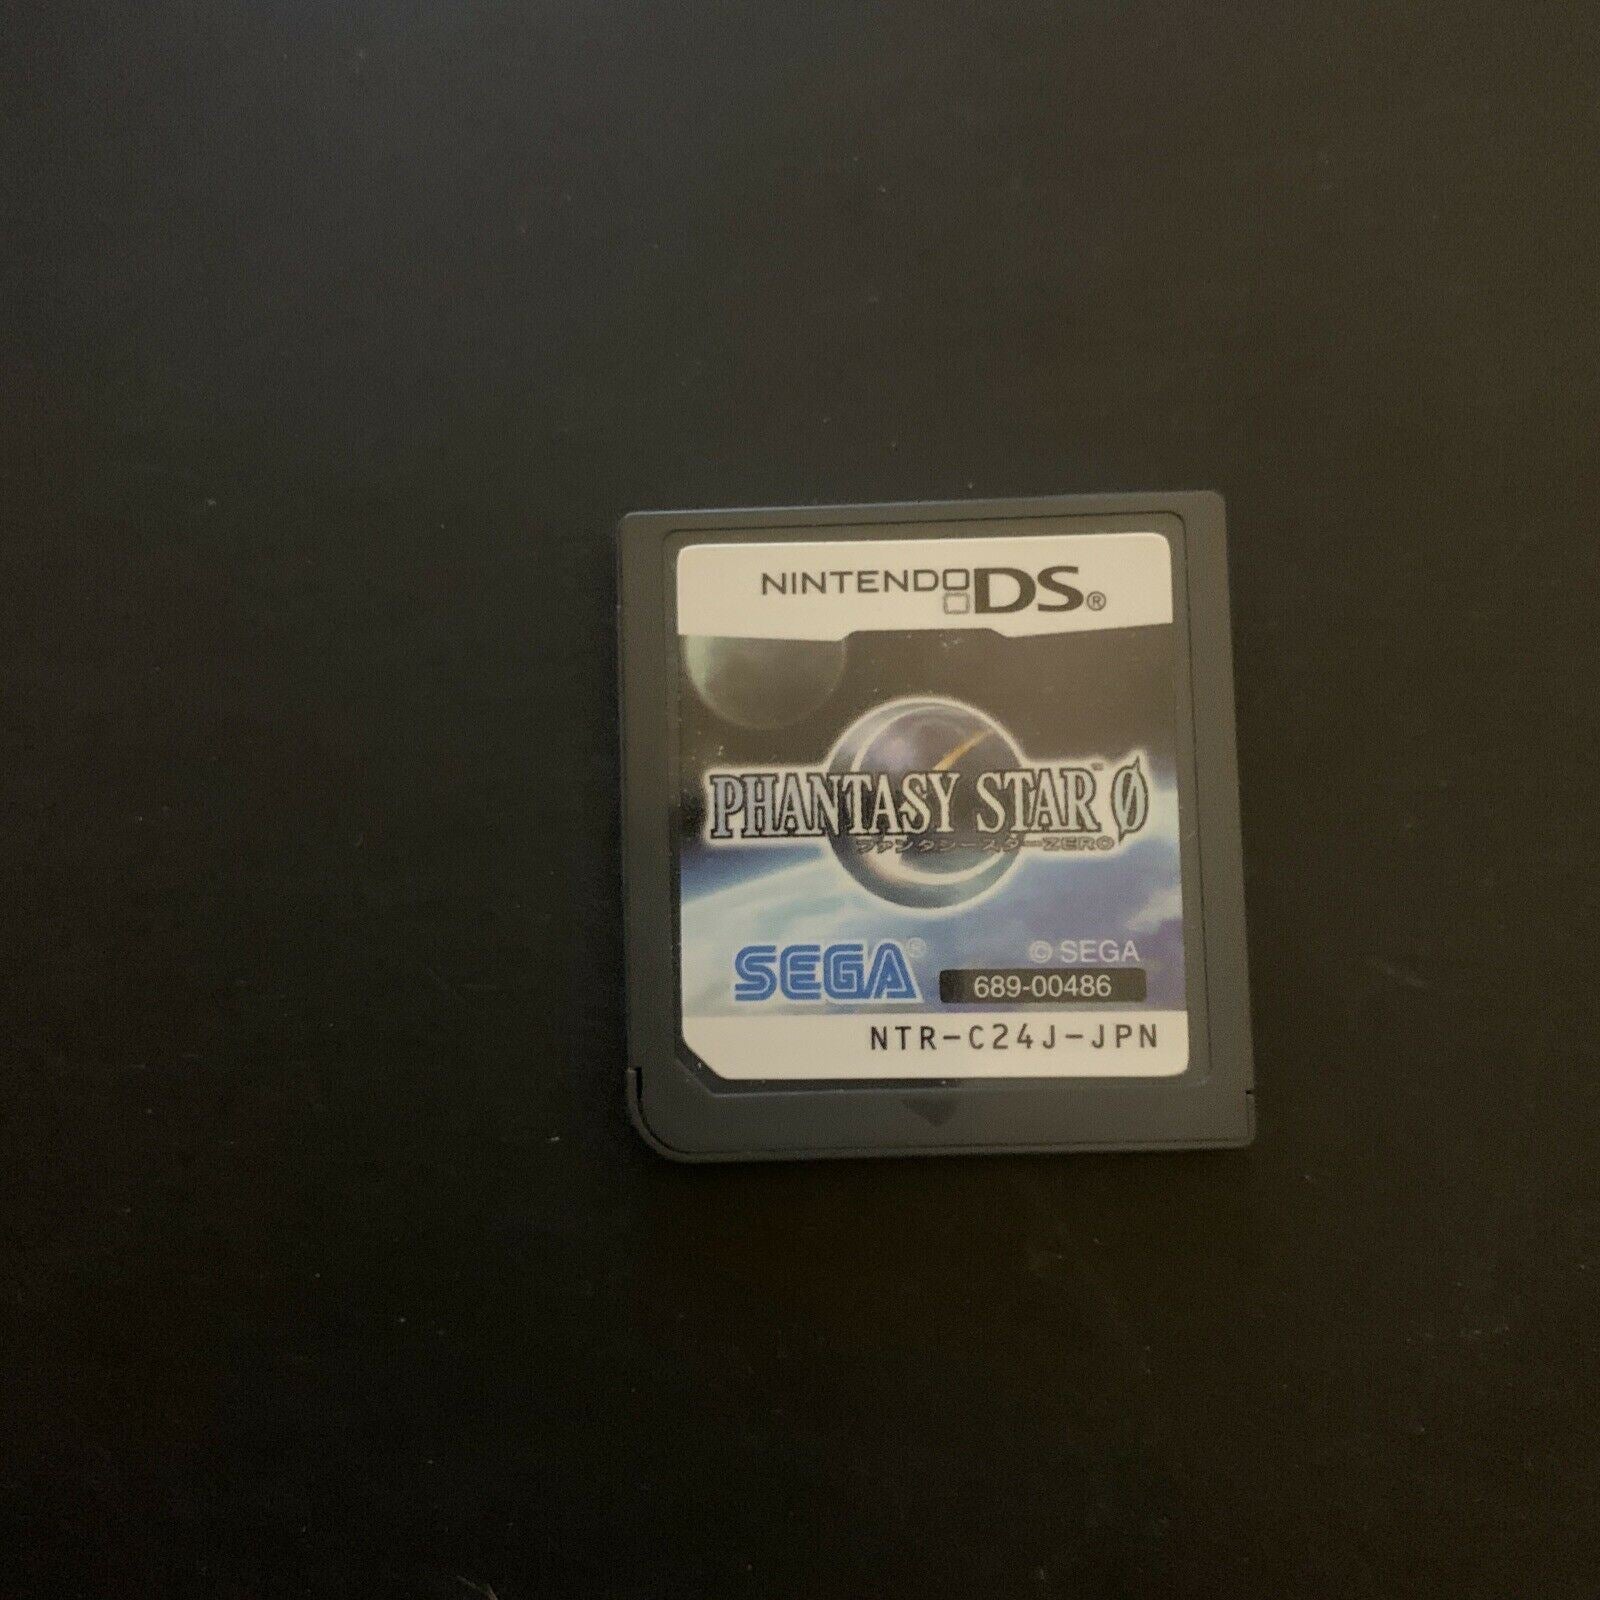 NINTENDO DS®
PHANTASY STAR™ Ø
ファンタシースターZERO
SEGA®
© SEGA
689-00486
NTR-C24J-JPN